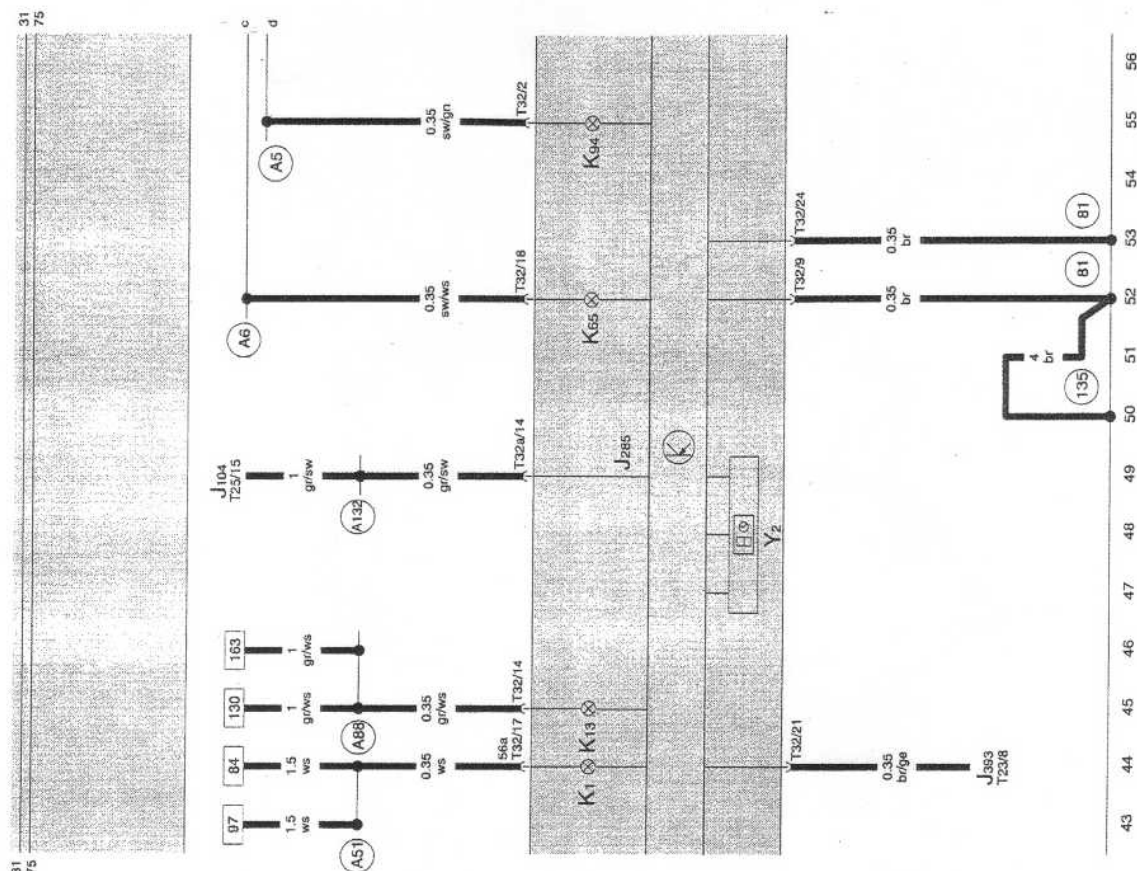 31 31
75 75
97 84 130 163 J104 c
T25/15 d
1.5 1.5 1 1 1
ws ws gr/ws gr/ws gr/sw
A6 A5
A51 A88 A132
0.35 0.35 0.35 0.35 0.35
ws gr/ws gr/sw sw/ws sw/gn
56a
T32/17 T32/14 T32a/14 T32/18 T32/2
K1 K13 K65 K94
J285
Y2
T32/21 T32/9 T32/24
0.35 0.35 0.35
br/ge br br
J393
T23/8
4
br
135 81 81
43 44 45 46 47 48 49 50 51 52 53 54 55 56